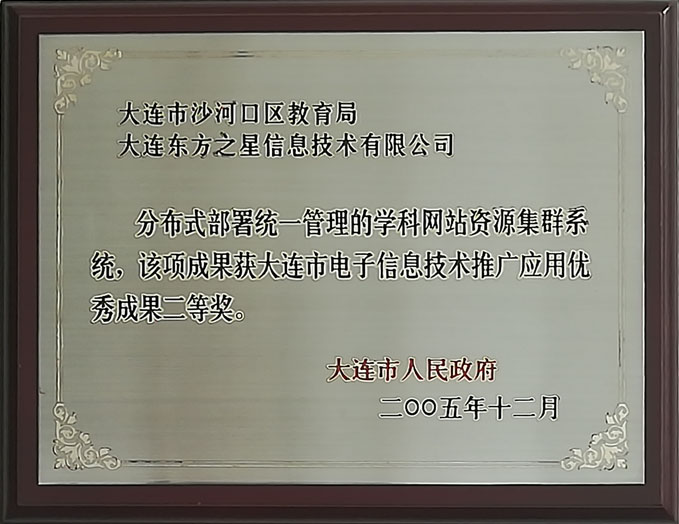 大连市沙河口区教育局
大连东方之星信息技术有限公司
分布式部署统一管理的学科网站资源集群系
统，该项成果获大连市电子信息技术推广应用优
秀成果二等奖。
大连市人民政府
二〇〇五年十二月